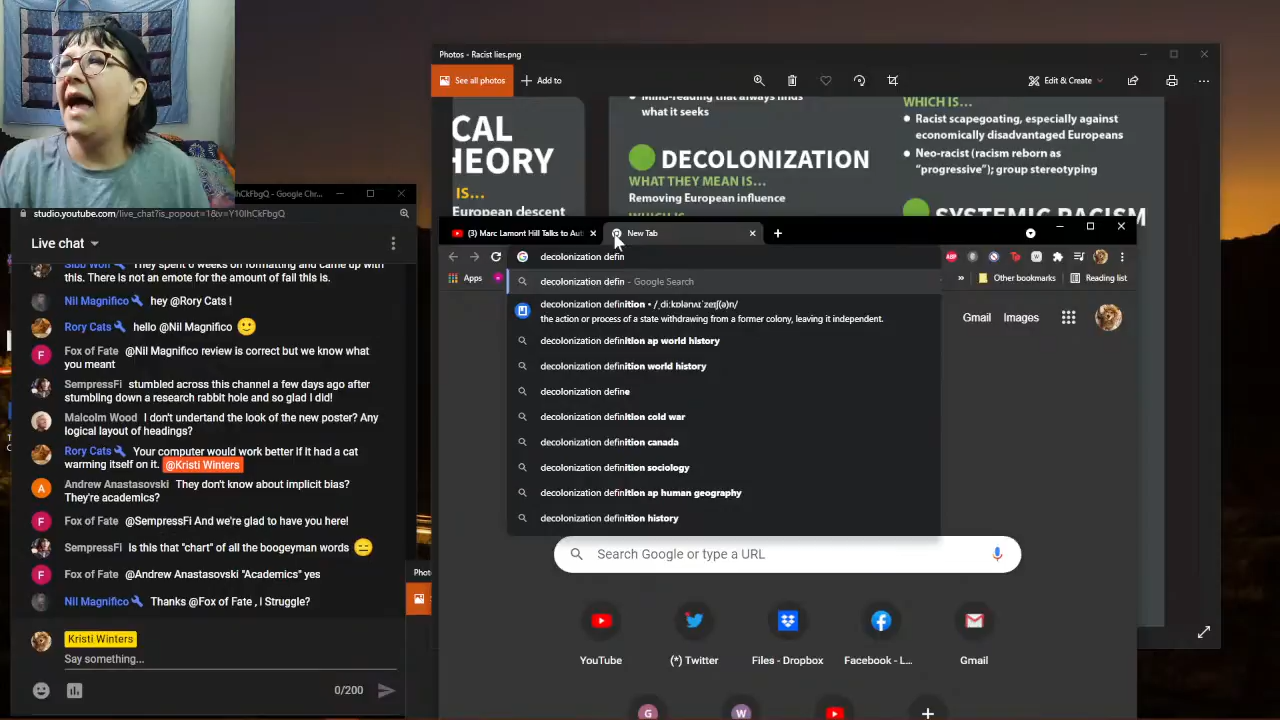 Photos - Racist lies.png
See all photos
Add to
Edit & Create
CAL
HEORY
IS...
European descent
Mind-reading that always finds
what it seeks
DECOLONIZATION
WHAT THEY MEAN IS...
Removing European influence
WHICH IS
WHICH IS...
Racist scapegoating, especially against
economically disadvantaged Europeans
Neo-racist (racism reborn as
“progressive”); group stereotyping
SYSTEMIC RACISM
hCkFbgQ - Google Chr...
studio.youtube.com/live_chat?is_popout=1&v=Y10IhCkFbgQ
Live chat
Sibb Wolf They spent 6 weeks on formatting and came up with
this. There is not an emote for the amount of fail this is.
Nil Magnifico hey @Rory Cats !
Rory Cats hello @Nil Magnifico
F
Fox of Fate @Nil Magnifico review is correct but we know what
you meant
SempressFi stumbled across this channel a few days ago after
stumbling down a research rabbit hole and so glad I did!
Malcolm Wood I don't undertand the look of the new poster? Any
logical layout of headings?
Rory Cats Your computer would work better if it had a cat
warming itself on it. @Kristi Winters
A
Andrew Anastasovski They don't know about implicit bias?
They're academics?
F
Fox of Fate @SempressFi And we're glad to have you here!
SempressFi Is this that "chart" of all the boogeyman words
F
Fox of Fate @Andrew Anastasovski "Academics" yes
Nil Magnifico Thanks @Fox of Fate , I Struggle?
Kristi Winters
Say something...
0/200
Phot
S
(3) Marc Lamont Hill Talks to Aut
New Tab
decolonization defin
Apps
ABP
W
Other bookmarks
Reading list
decolonization defin - Google Search
decolonization definition • /ˌdiːkɒlənʌɪˈzeɪʃ(ə)n/
the action or process of a state withdrawing from a former colony, leaving it independent.
decolonization definition ap world history
decolonization definition world history
decolonization define
decolonization definition cold war
decolonization definition canada
decolonization definition sociology
decolonization definition ap human geography
decolonization definition history
Gmail
Images
Search Google or type a URL
YouTube
(*) Twitter
Files - Dropbox
Facebook - L...
Gmail
G
W